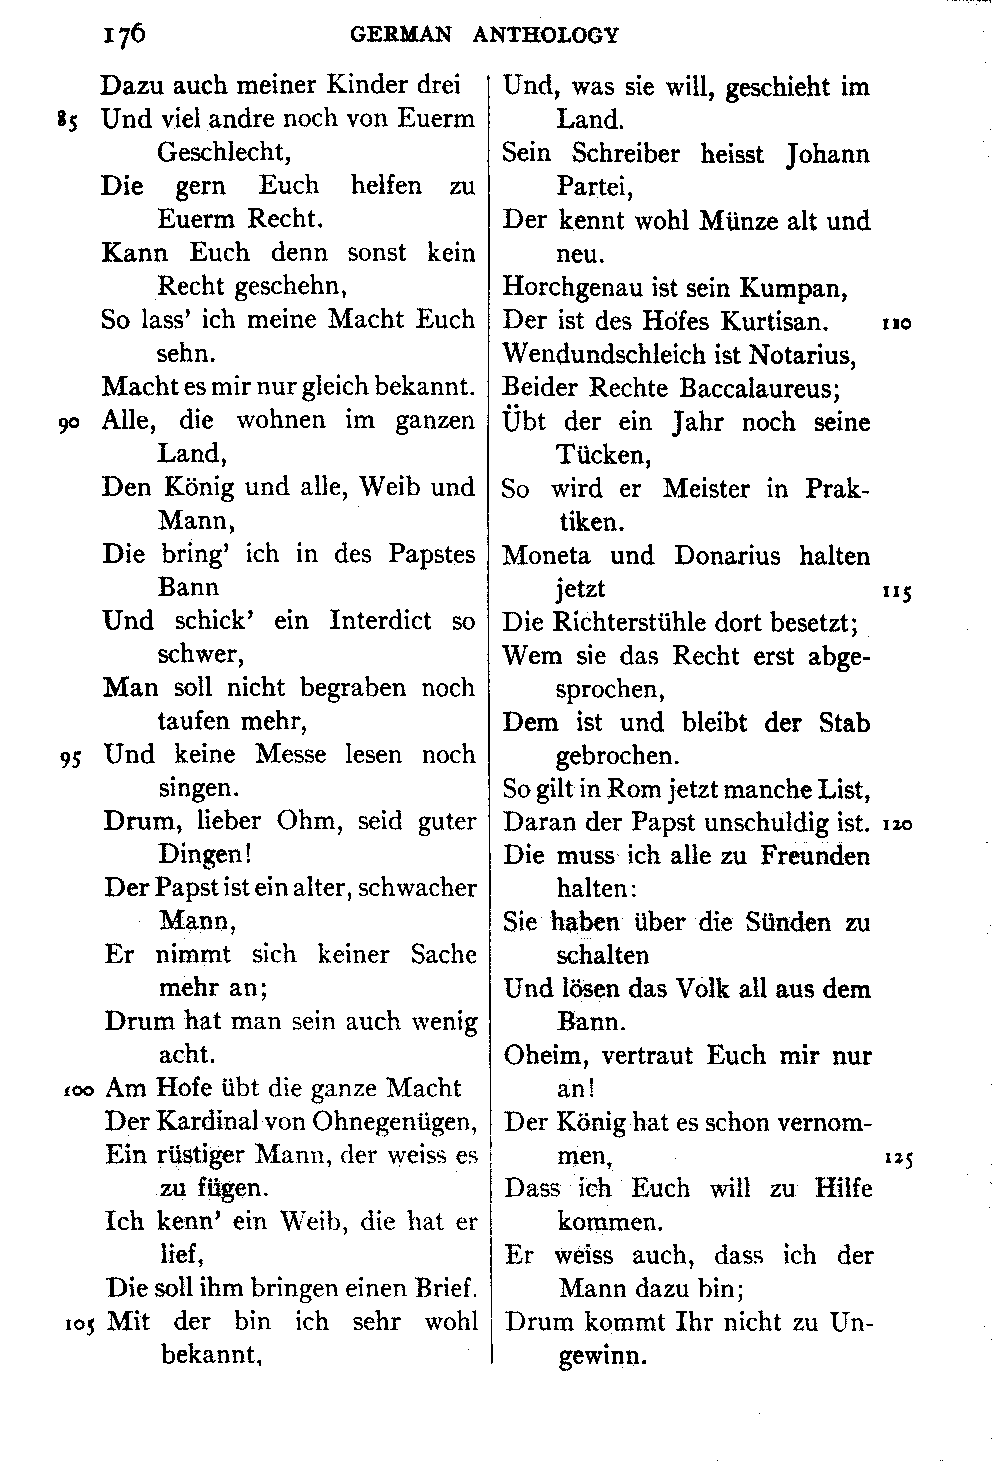 176 GERMAN ANTHOLOGY
Dazu auch meiner Kinder drei
85 Und viel andre noch von Euerm
Geschlecht,
Die gern Euch helfen zu
Euerm Recht.
Kann Euch denn sonst kein
Recht geschehn,
So lass' ich meine Macht Euch
sehn.
Macht es mir nur gleich bekannt.
90 Alle, die wohnen im ganzen
Land,
Den König und alle, Weib und
Mann,
Die bring' ich in des Papstes
Bann
Und schick' ein Interdict so
schwer,
Man soll nicht begraben noch
taufen mehr,
95 Und keine Messe lesen noch
singen.
Drum, lieber Ohm, seid guter
Dingen!
Der Papst ist ein alter, schwacher
Mann,
Er nimmt sich keiner Sache
mehr an;
Drum hat man sein auch wenig
acht.
100 Am Hofe übt die ganze Macht
Der Kardinal von Ohnegenügen,
Ein rüstiger Mann, der weiss es
zu fügen.
Ich kenn' ein Weib, die hat er
lief,
Die soll ihm bringen einen Brief.
105 Mit der bin ich sehr wohl
bekannt,
Und, was sie will, geschieht im
Land.
Sein Schreiber heisst Johann
Partei,
Der kennt wohl Münze alt und
neu.
Horchgenau ist sein Kumpan,
Der ist des Hofes Kurtisan. 110
Wendundschleich ist Notarius,
Beider Rechte Baccalaureus;
Übt der ein Jahr noch seine
Tücken,
So wird er Meister in Prak-
tiken.
Moneta und Donarius halten
jetzt 115
Die Richterstühle dort besetzt;
Wem sie das Recht erst abge-
sprochen,
Dem ist und bleibt der Stab
gebrochen.
So gilt in Rom jetzt manche List,
Daran der Papst unschuldig ist. 120
Die muss ich alle zu Freunden
halten:
Sie haben über die Sünden zu
schalten
Und lösen das Volk all aus dem
Bann.
Oheim, vertraut Euch mir nur
an!
Der König hat es schon vernom-
men, 125
Dass ich Euch will zu Hilfe
kommen.
Er weiss auch, dass ich der
Mann dazu bin;
Drum kommt Ihr nicht zu Un-
gewinn.